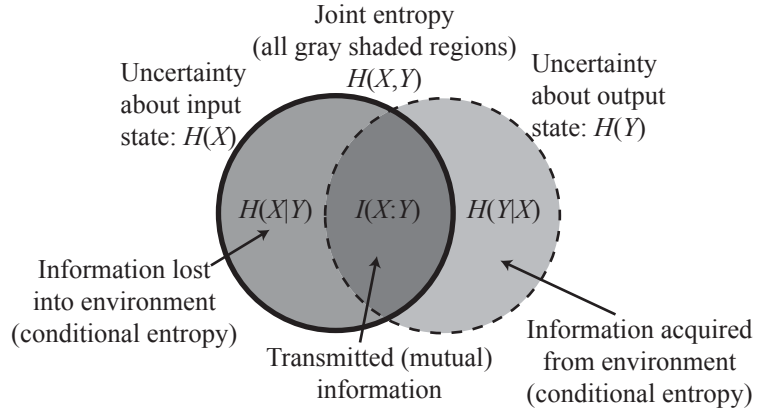 Joint entropy
(all gray shaded regions)
H(X,Y)
Uncertainty
about input
state: H(X)
Uncertainty
about output
state: H(Y)
H(X|Y)
I(X:Y)
H(Y|X)
Information lost
into environment
(conditional entropy)
Transmitted (mutual)
information
Information acquired
from environment
(conditional entropy)